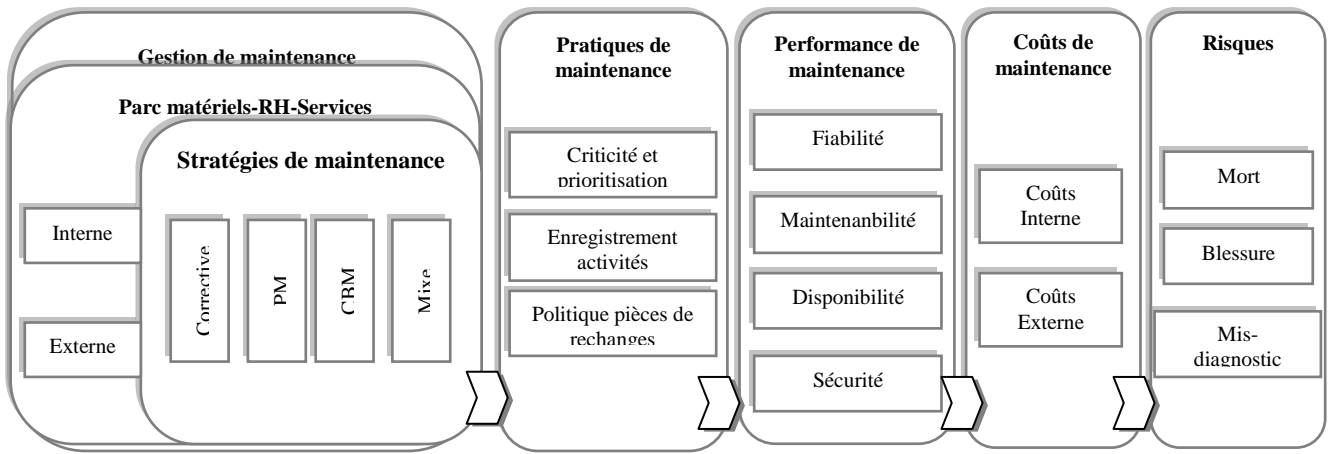 Gestion de maintenance
Parc matériels-RH-Services
Stratégies de maintenance
Interne
Externe
Corrective
PM
CBM
Mixe
Pratiques de
maintenance
Criticité et
prioritisation
Enregistrement
activités
Politique pièces de
rechanges
Performance de
maintenance
Fiabilité
Maintenanbilité
Disponibilité
Sécurité
Coûts de
maintenance
Coûts
Interne
Coûts
Externe
Risques
Mort
Blessure
Mis-
diagnostic